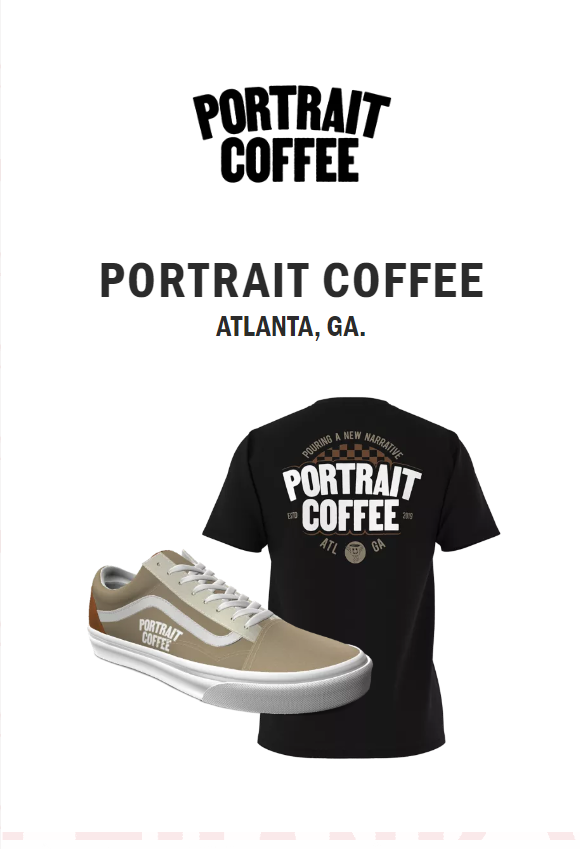 PORTRAIT
COFFEE
PORTRAIT COFFEE
ATLANTA, GA.
POURING A NEW NARRATIVE
PORTRAIT
COFFEE
ESTD
2019
ATL GA
PORTRAIT
COFFEE